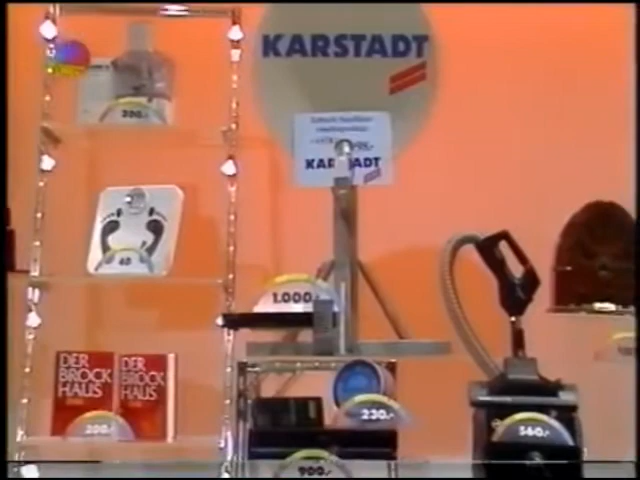 KARSTADT
200.-
KARSTADT
40
1.000.-
DER
BROCK
HAUS
DER
BROCK
HAUS
200.-
230.-
560.-
900.-